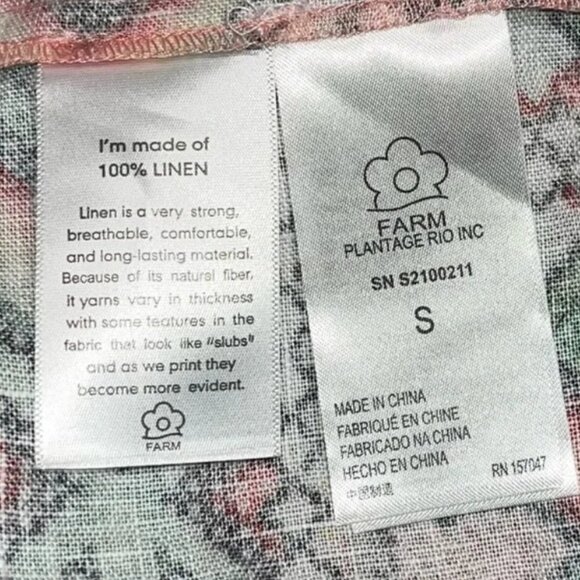 I'm made of
100% LINEN
Linen is a very strong,
breathable, comfortable,
and long-lasting material.
Because of its natural fiber,
it yarns vary in thickness
with some features in the
fabric that look like "slubs"
and as we print they
become more evident.
FARM
FARM
PLANTAGE RIO INC
SN S2100211
S
MADE IN CHINA
FABRIQUÉ EN CHINE
FABRICADO NA CHINA
HECHO EN CHINA
中国制造
RN 157047